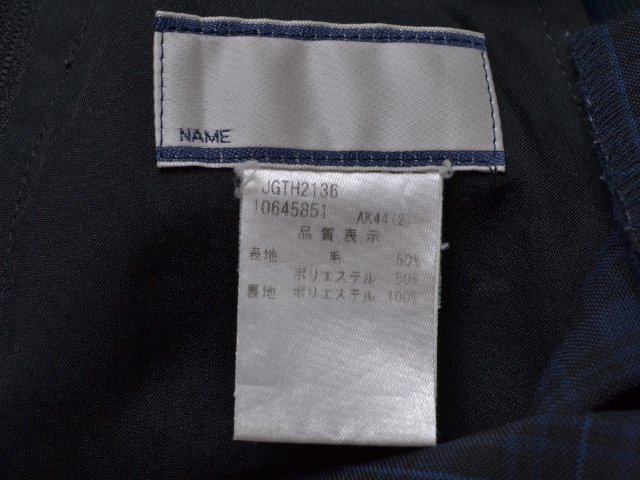 NAME
JGTH2136
10645851 AK44(2)
品質表示
表地 毛 50%
ポリエステル 50%
裏地 ポリエステル 100%